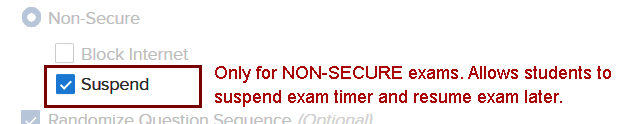 Non-Secure
Block Internet
Suspend
Only for NON-SECURE exams. Allows students to
suspend exam timer and resume exam later.
Randomize Question Sequence (Optional)